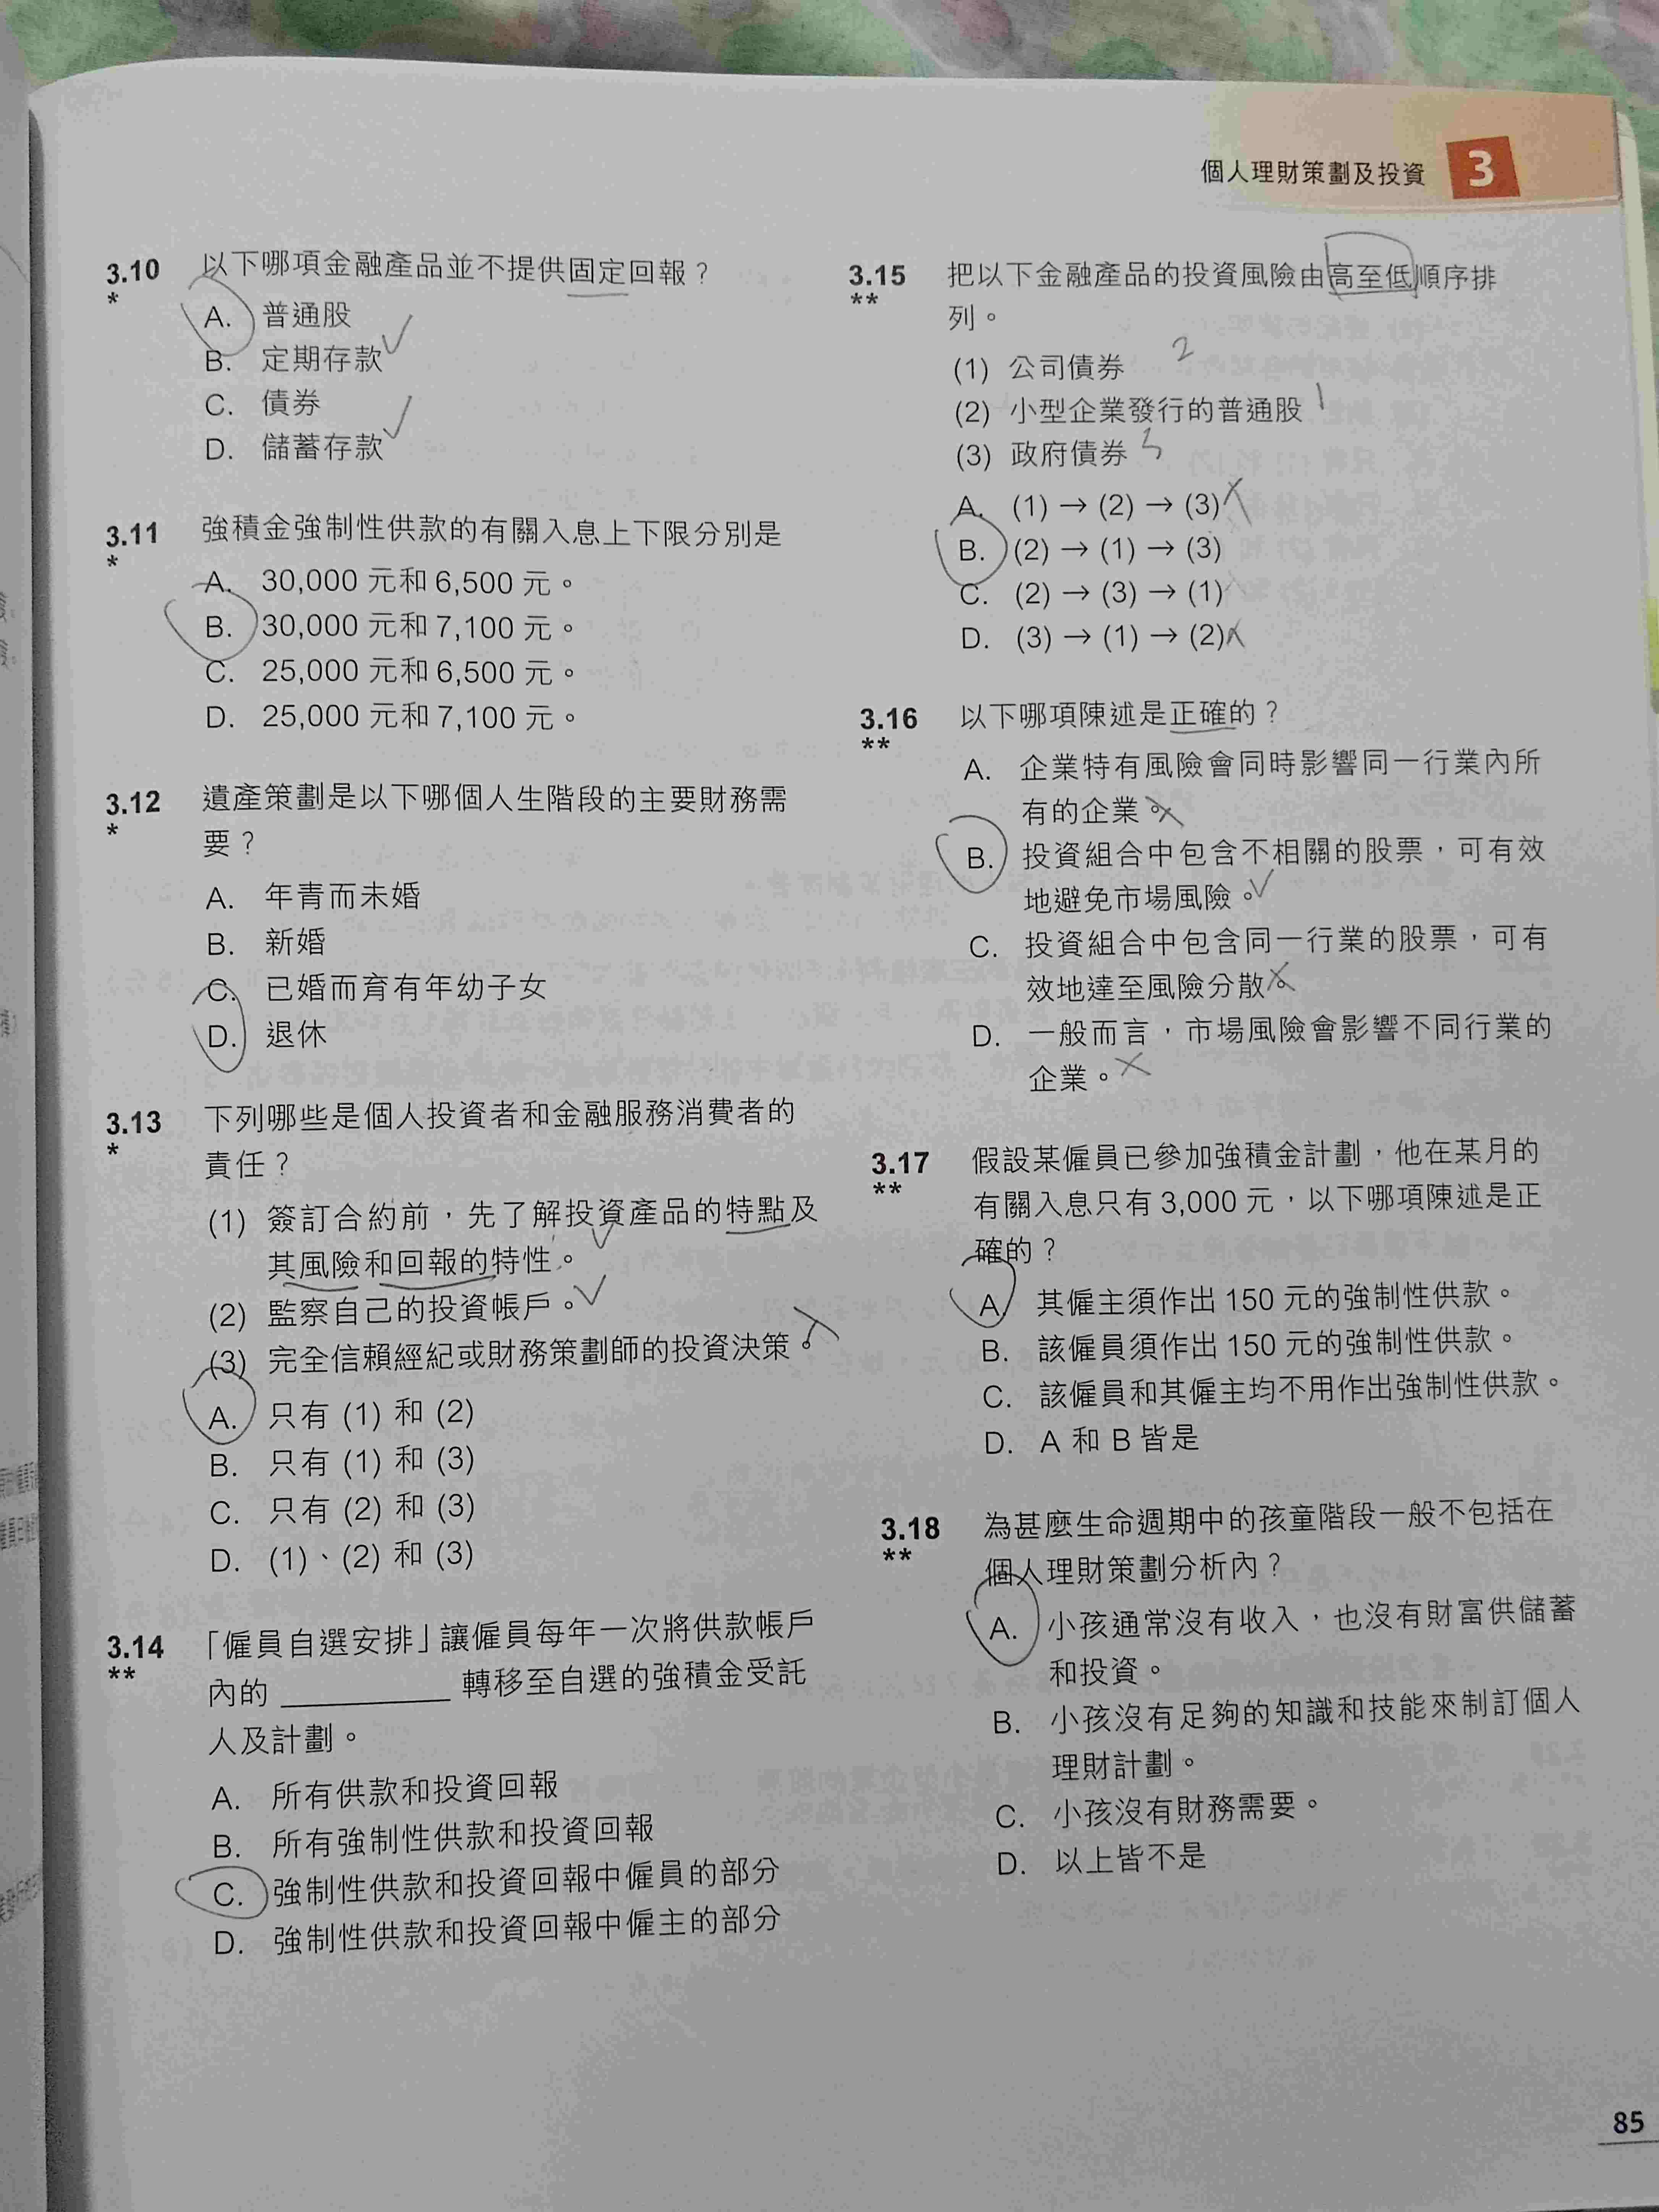 個人理財策劃及投資 3
3.10 以下哪項金融產品並不提供固定回報？
*
A. 普通股
B. 定期存款
C. 債券
D. 儲蓄存款
3.11 強積金強制性供款的有關入息上下限分別是
*
A. 30,000 元和 6,500 元。
B. 30,000 元和 7,100 元。
C. 25,000 元和 6,500 元。
D. 25,000 元和 7,100 元。
3.12 遺產策劃是以下哪個人生階段的主要財務需
*
要？
A. 年青而未婚
B. 新婚
C. 已婚而育有年幼子女
D. 退休
3.13 下列哪些是個人投資者和金融服務消費者的
*
責任？
(1) 簽訂合約前，先了解投資產品的特點及
其風險和回報的特性。
(2) 監察自己的投資帳戶。
(3) 完全信賴經紀或財務策劃師的投資決策。
A. 只有 (1) 和 (2)
B. 只有 (1) 和 (3)
C. 只有 (2) 和 (3)
D. (1)、(2) 和 (3)
3.14 「僱員自選安排」讓僱員每年一次將供款帳戶
**
內的 __________ 轉移至自選的強積金受託
人及計劃。
A. 所有供款和投資回報
B. 所有強制性供款和投資回報
C. 強制性供款和投資回報中僱員的部分
D. 強制性供款和投資回報中僱主的部分
3.15 把以下金融產品的投資風險由高至低順序排
**
列。
(1) 公司債券 2
(2) 小型企業發行的普通股 1
(3) 政府債券 3
A. (1) → (2) → (3)
B. (2) → (1) → (3)
C. (2) → (3) → (1)
D. (3) → (1) → (2)
3.16 以下哪項陳述是正確的？
**
A. 企業特有風險會同時影響同一行業內所
有的企業。
B. 投資組合中包含不相關的股票，可有效
地避免市場風險。
C. 投資組合中包含同一行業的股票，可有
效地達至風險分散。
D. 一般而言，市場風險會影響不同行業的
企業。
3.17 假設某僱員已參加強積金計劃，他在某月的
**
有關入息只有 3,000 元，以下哪項陳述是正
確的？
A. 其僱主須作出 150 元的強制性供款。
B. 該僱員須作出 150 元的強制性供款。
C. 該僱員和其僱主均不用作出強制性供款。
D. A 和 B 皆是
3.18 為甚麼生命週期中的孩童階段一般不包括在
**
個人理財策劃分析內？
A. 小孩通常沒有收入，也沒有財富供儲蓄
和投資。
B. 小孩沒有足夠的知識和技能來制訂個人
理財計劃。
C. 小孩沒有財務需要。
D. 以上皆不是
85